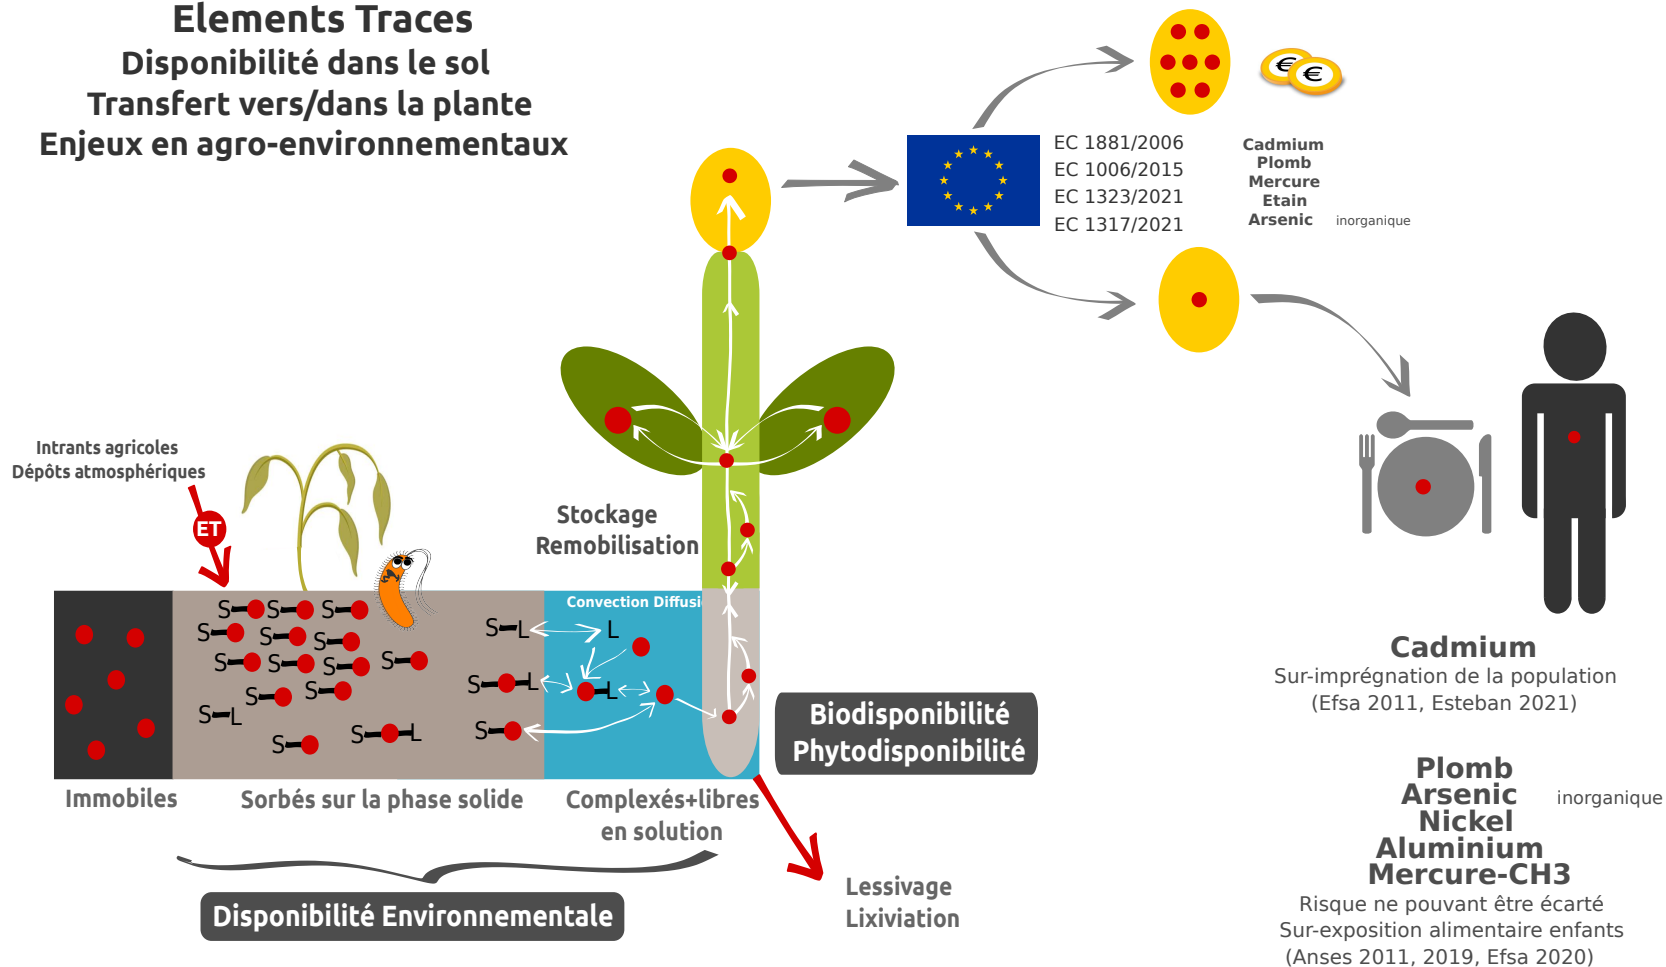 Elements Traces
Disponibilité dans le sol
Transfert vers/dans la plante
Enjeux en agro-environnementaux
EC 1881/2006
EC 1006/2015
EC 1323/2021
EC 1317/2021
€
€
Cadmium
Plomb
Mercure
Etain
Arsenic inorganique
Intrants agricoles
Dépôts atmosphériques
ET
Stockage
Remobilisation
Convection Diffusi
S S S
S S S
S S S S
S S
S L
S S L
S L L
S L L
S
Immobiles
Sorbés sur la phase solide
Complexés+libres
en solution
Biodisponibilité
Phytodisponibilité
Disponibilité Environnementale
Lessivage
Lixiviation
Cadmium
Sur-imprégnation de la population
(Efsa 2011, Esteban 2021)
Plomb
Arsenic inorganique
Nickel
Aluminium
Mercure-CH3
Risque ne pouvant être écarté
Sur-exposition alimentaire enfants
(Anses 2011, 2019, Efsa 2020)